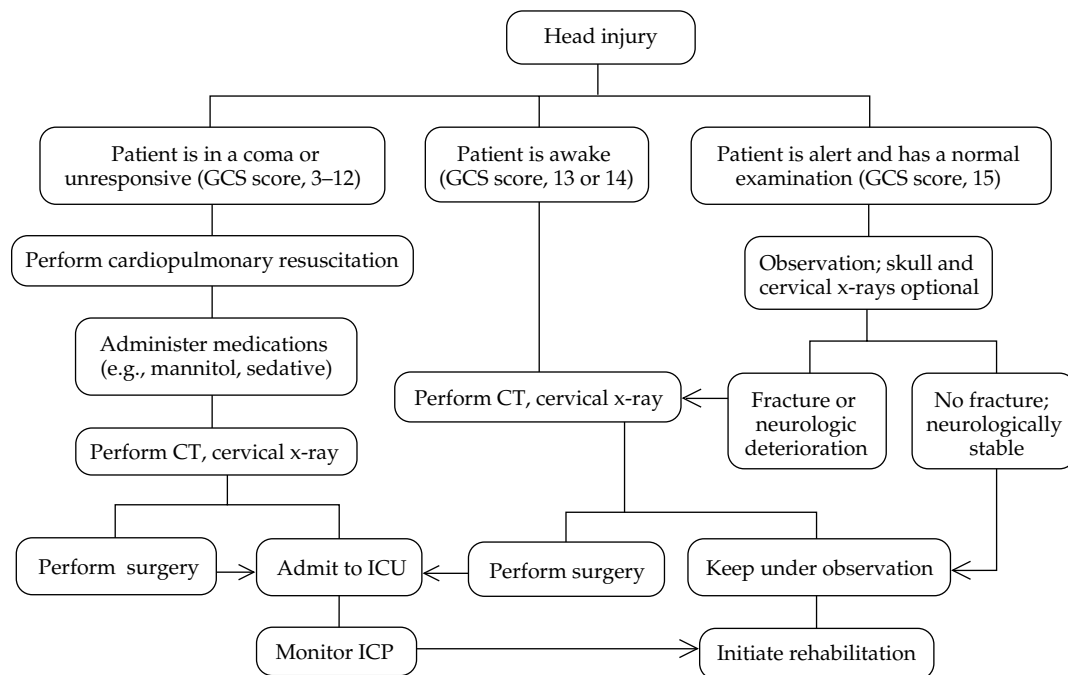 Head injury
Patient is in a coma or
unresponsive (GCS score, 3–12)
Patient is awake
(GCS score, 13 or 14)
Patient is alert and has a normal
examination (GCS score, 15)
Perform cardiopulmonary resuscitation
Observation; skull and
cervical x-rays optional
Administer medications
(e.g., mannitol, sedative)
Perform CT, cervical x-ray
Fracture or
neurologic
deterioration
No fracture;
neurologically
stable
Perform CT, cervical x-ray
Perform surgery
Admit to ICU
Perform surgery
Keep under observation
Monitor ICP
Initiate rehabilitation